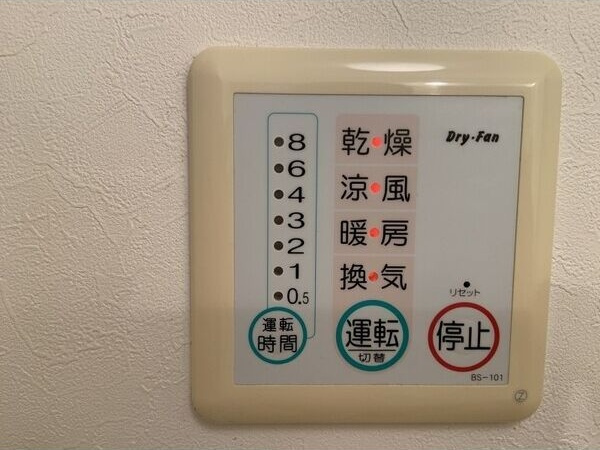 8
6
4
3
2
1
0.5
運転
時間
乾・燥
涼・風
暖・房
換・気
運転
切替
Dry・Fan
リセット
停止
BS-101
Z